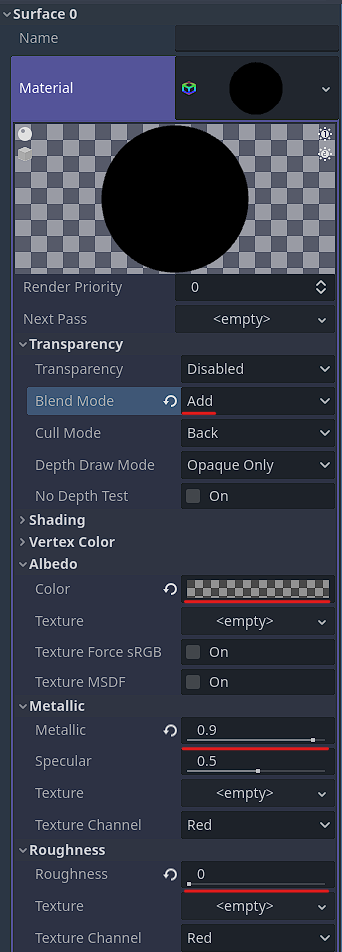 Surface 0
Name
Material
Render Priority 0
Next Pass <empty>
Transparency
Transparency Disabled
Blend Mode Add
Cull Mode Back
Depth Draw Mode Opaque Only
No Depth Test On
Shading
Vertex Color
Albedo
Color
Texture <empty>
Texture Force sRGB On
Texture MSDF On
Metallic
Metallic 0.9
Specular 0.5
Texture <empty>
Texture Channel Red
Roughness
Roughness 0
Texture <empty>
Texture Channel Red